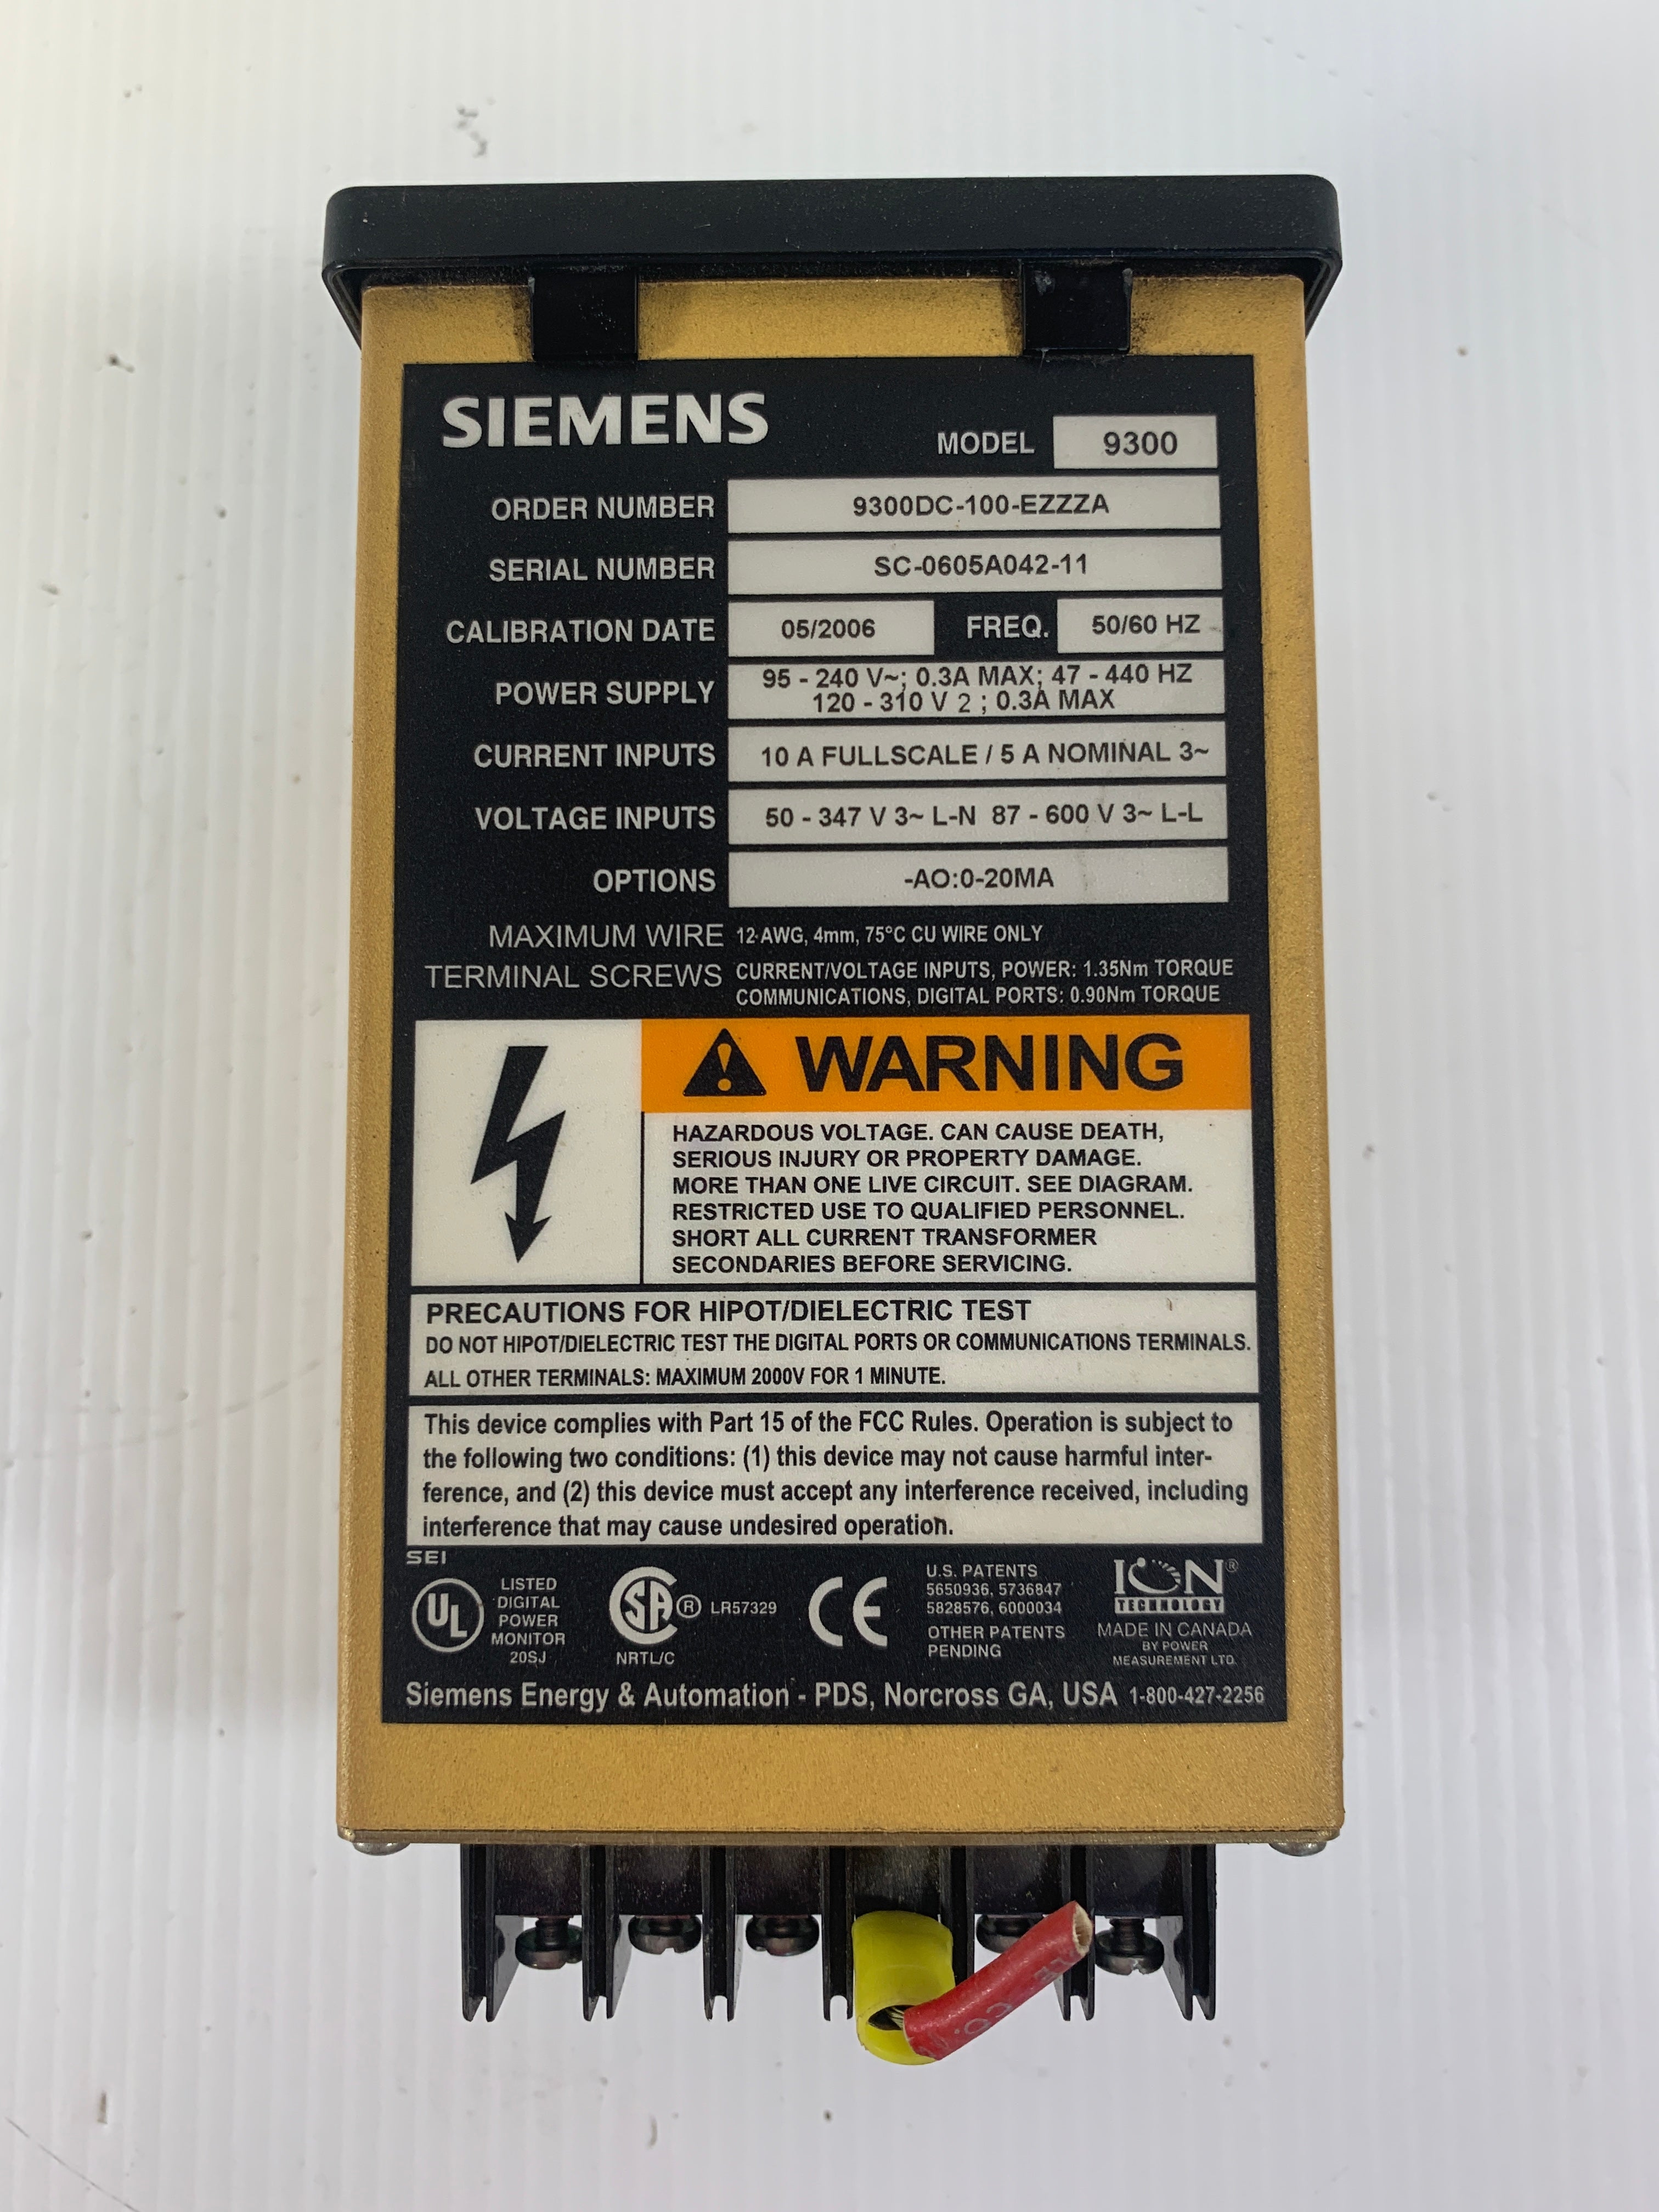 SIEMENS
MODEL 9300
ORDER NUMBER 9300DC-100-EZZZA
SERIAL NUMBER SC-0605A042-11
CALIBRATION DATE 05/2006 FREQ. 50/60 HZ
POWER SUPPLY 95 - 240 V~; 0.3A MAX; 47 - 440 HZ
120 - 310 V 2 ; 0.3A MAX
CURRENT INPUTS 10 A FULLSCALE / 5 A NOMINAL 3~
VOLTAGE INPUTS 50 - 347 V 3~ L-N 87 - 600 V 3~ L-L
OPTIONS -AO:0-20MA
MAXIMUM WIRE 12 AWG, 4mm, 75°C CU WIRE ONLY
TERMINAL SCREWS CURRENT/VOLTAGE INPUTS, POWER: 1.35Nm TORQUE
COMMUNICATIONS, DIGITAL PORTS: 0.90Nm TORQUE
WARNING
HAZARDOUS VOLTAGE. CAN CAUSE DEATH,
SERIOUS INJURY OR PROPERTY DAMAGE.
MORE THAN ONE LIVE CIRCUIT. SEE DIAGRAM.
RESTRICTED USE TO QUALIFIED PERSONNEL.
SHORT ALL CURRENT TRANSFORMER
SECONDARIES BEFORE SERVICING.
PRECAUTIONS FOR HIPOT/DIELECTRIC TEST
DO NOT HIPOT/DIELECTRIC TEST THE DIGITAL PORTS OR COMMUNICATIONS TERMINALS.
ALL OTHER TERMINALS: MAXIMUM 2000V FOR 1 MINUTE.
This device complies with Part 15 of the FCC Rules. Operation is subject to
the following two conditions: (1) this device may not cause harmful inter-
ference, and (2) this device must accept any interference received, including
interference that may cause undesired operation.
SEI
UL
LISTED
DIGITAL
POWER
MONITOR
20SJ
SA ® LR57329
NRTL/C
CE
U.S. PATENTS
5650936, 5736847
5828576, 6000034
OTHER PATENTS
PENDING
ION®
TECHNOLOGY
MADE IN CANADA
BY POWER
MEASUREMENT LTD.
Siemens Energy & Automation - PDS, Norcross GA, USA 1-800-427-2256